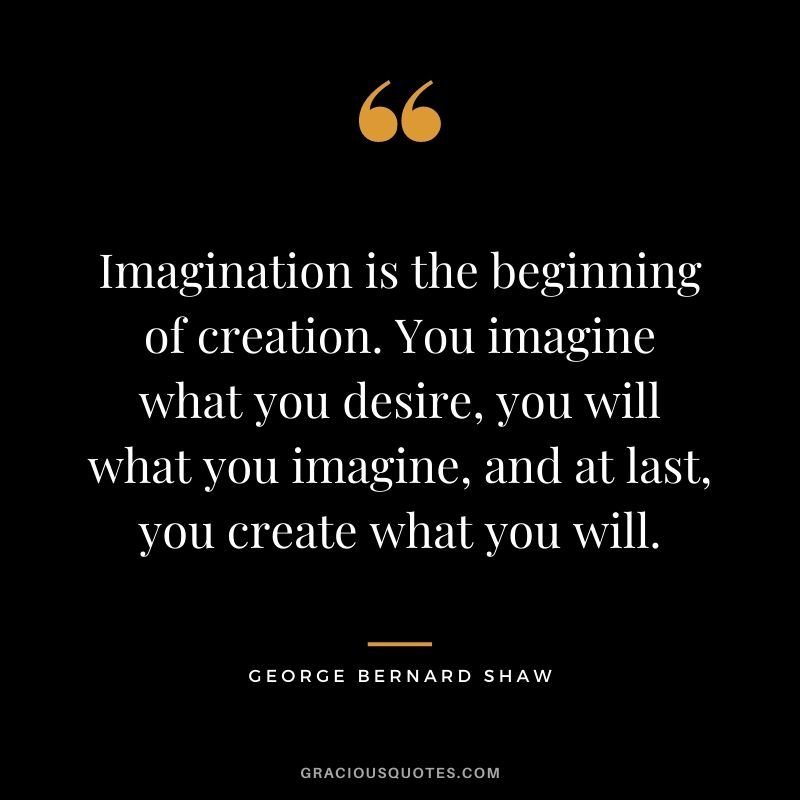 “
Imagination is the beginning
of creation. You imagine
what you desire, you will
what you imagine, and at last,
you create what you will.
GEORGE BERNARD SHAW
GRACIOUSQUOTES.COM